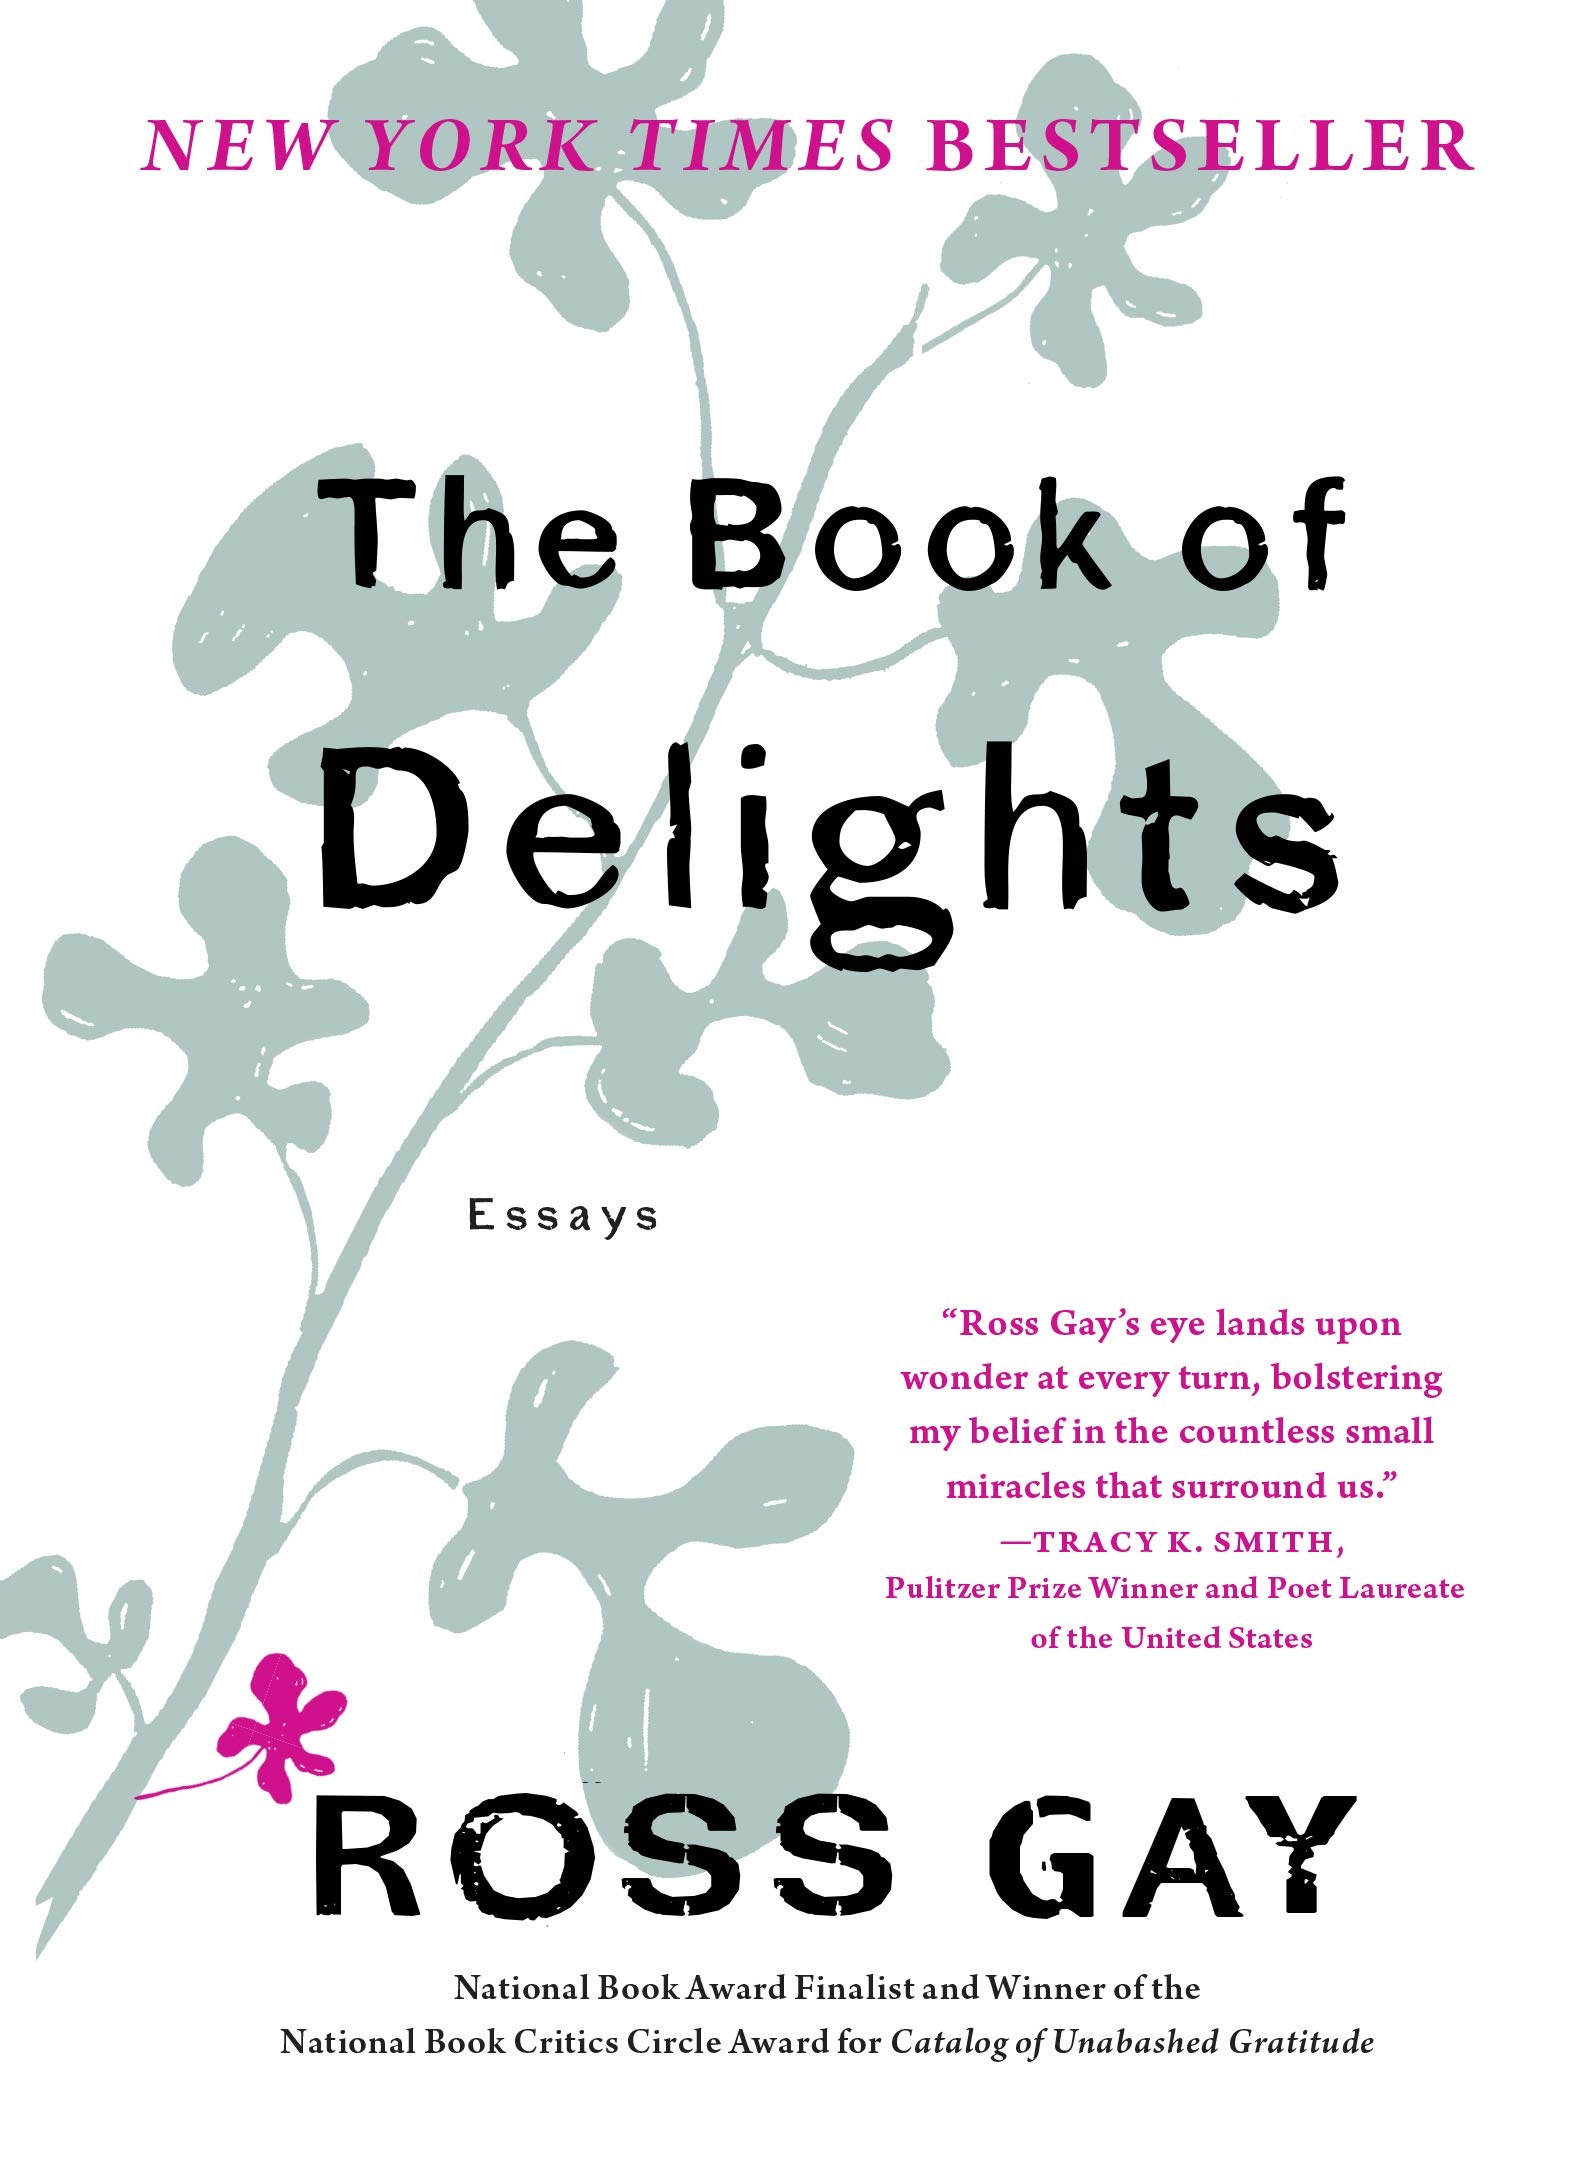 NEW YORK TIMES BESTSELLER
The Book of
Delights
Essays
“Ross Gay’s eye lands upon
wonder at every turn, bolstering
my belief in the countless small
miracles that surround us.”
—TRACY K. SMITH,
Pulitzer Prize Winner and Poet Laureate
of the United States
ROSS GAY
National Book Award Finalist and Winner of the
National Book Critics Circle Award for Catalog of Unabashed Gratitude